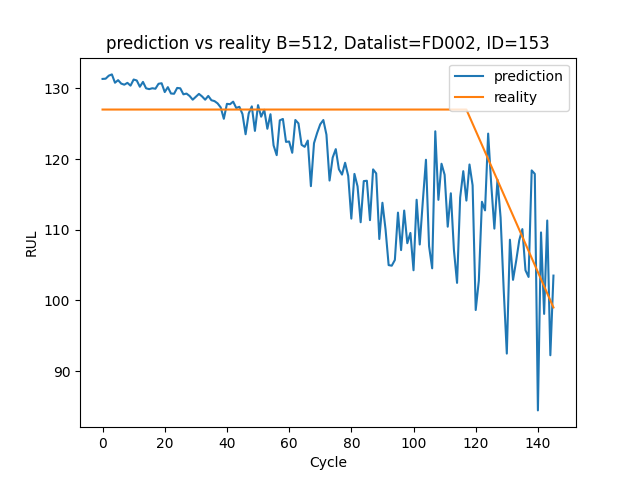 prediction vs reality B=512, Datalist=FD002, ID=153
prediction
reality
130
120
110
100
90
RUL
0 20 40 60 80 100 120 140
Cycle